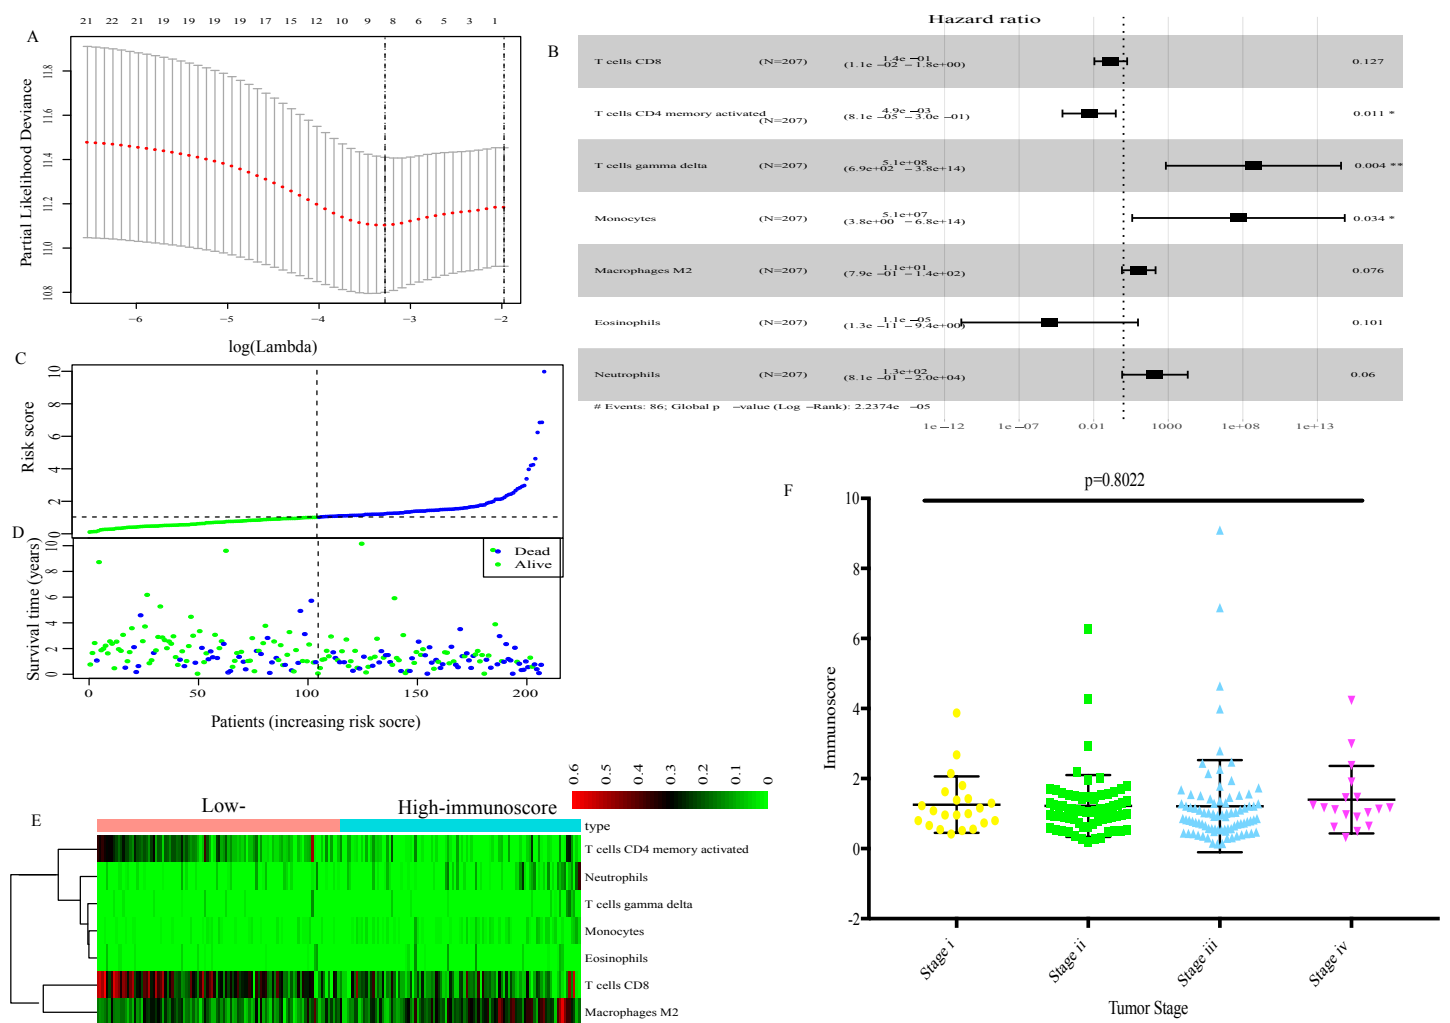 A
21 22 21 19 19 19 19 17 15 12 10 9 8 6 3 1
Partial Likelihood Deviance
11.8
11.6
11.4
11.2
11.0
10.8
−6 −5 −4 −3 −2
log(Lambda)
B
Hazard ratio
T cells CD8 (N=207) 1.4e −01 (1.1e −02 − 1.8e+00) 0.127
T cells CD4 memory activated (N=207) 4.9e −03 (8.1e −05 − 3.0e −01) 0.011 *
T cells gamma delta (N=207) 5.1e+08 (6.9e+02 − 3.8e+14) 0.004 **
Monocytes (N=207) 5.1e+07 (3.8e+00 − 6.8e+14) 0.034 *
Macrophages M2 (N=207) 1.1e+01 (7.9e −01 − 1.4e+02) 0.076
Eosinophils (N=207) 1.1e −05 (1.3e −11 − 9.4e+00) 0.101
Neutrophils (N=207) 1.3e+02 (8.1e −01 − 2.0e+04) 0.06
# Events: 86; Global p −value (Log −Rank): 2.2374e −05
1e−12 1e−07 0.01 1000 1e+08 1e+13
C
Risk score
10
8
6
4
2
0
D
Survival time (years)
10
8
6
4
2
0
Dead
Alive
0 50 100 150 200
Patients (increasing risk socre)
E
Low-
High-immunoscore
0.6 0.5 0.4 0.3 0.2 0.1 0
type
T cells CD4 memory activated
Neutrophils
T cells gamma delta
Monocytes
Eosinophils
T cells CD8
Macrophages M2
F
p=0.8022
Immunoscore
10
8
6
4
2
0
-2
Stage i
Stage ii
Stage iii
Stage iv
Tumor Stage